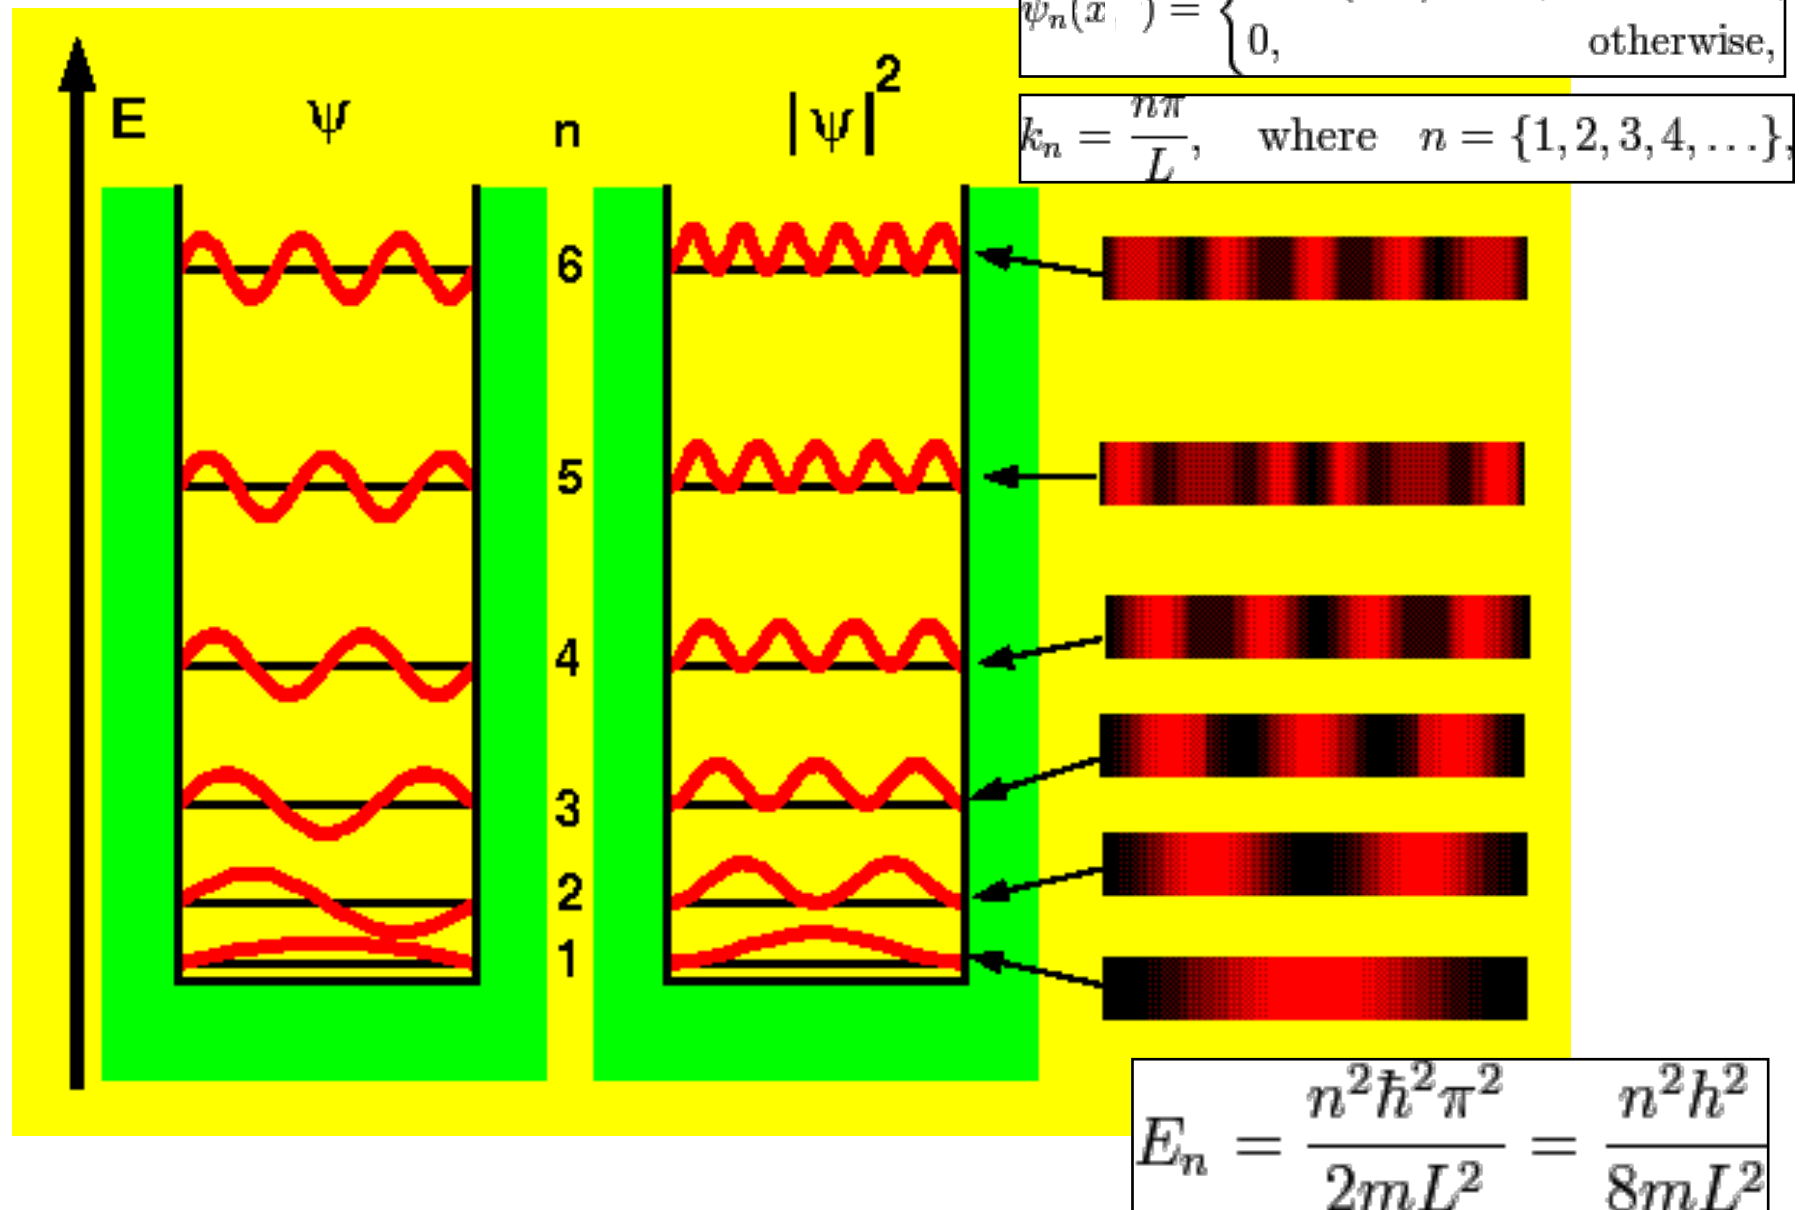 ψₙ(x ) = {
0, otherwise,
kₙ = nπ/L, where n = {1, 2, 3, 4, …},
E ψ n |ψ|²
6
5
4
3
2
1
Eₙ = n²ħ²π²/2mL² = n²h²/8mL²